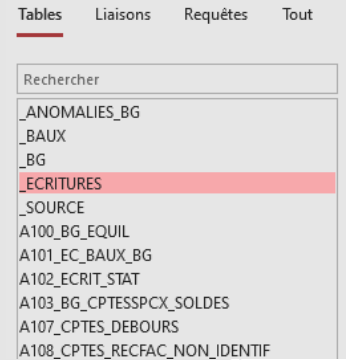 Tables Liaisons Requêtes Tout
Rechercher
_ANOMALIES_BG
_BAUX
_BG
_ECRITURES
_SOURCE
A100_BG_EQUIL
A101_EC_BAUX_BG
A102_ECRIT_STAT
A103_BG_CPTESSPCX_SOLDES
A107_CPTES_DEBOURS
A108_CPTES_RECFAC_NON_IDENTIF